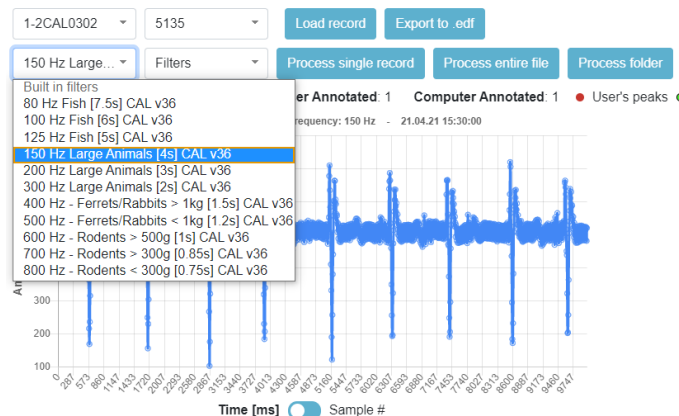 1-2CAL0302 5135 Load record Export to .edf
150 Hz Large... Filters Process single record Process entire file Process folder
Built in filters
80 Hz Fish [7.5s] CAL v36
100 Hz Fish [6s] CAL v36
125 Hz Fish [5s] CAL v36
150 Hz Large Animals [4s] CAL v36
200 Hz Large Animals [3s] CAL v36
300 Hz Large Animals [2s] CAL v36
400 Hz - Ferrets/Rabbits > 1kg [1.5s] CAL v36
500 Hz - Ferrets/Rabbits < 1kg [1.2s] CAL v36
600 Hz - Rodents > 500g [1s] CAL v36
700 Hz - Rodents > 300g [0.85s] CAL v36
800 Hz - Rodents < 300g [0.75s] CAL v36
er Annotated: 1 Computer Annotated: 1 User's peaks
requency: 150 Hz - 21.04.21 15:30:00
300
200
100
0 287 573 860 1147 1433 1720 2007 2293 2580 2867 3153 3440 3727 4013 4300 4587 4873 5160 5447 5733 6020 6307 6593 6880 7167 7453 7740 8027 8313 8600 8887 9173 9460 9747
Time [ms] Sample #